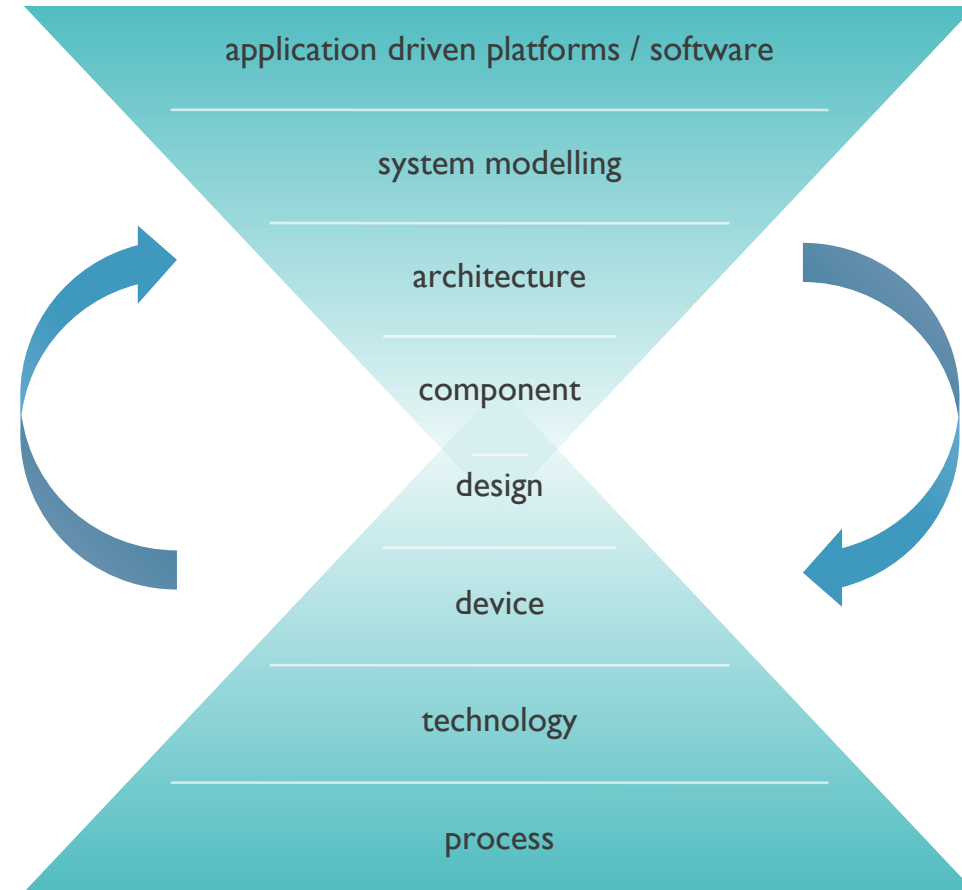 application driven platforms / software
system modelling
architecture
component
design
device
technology
process